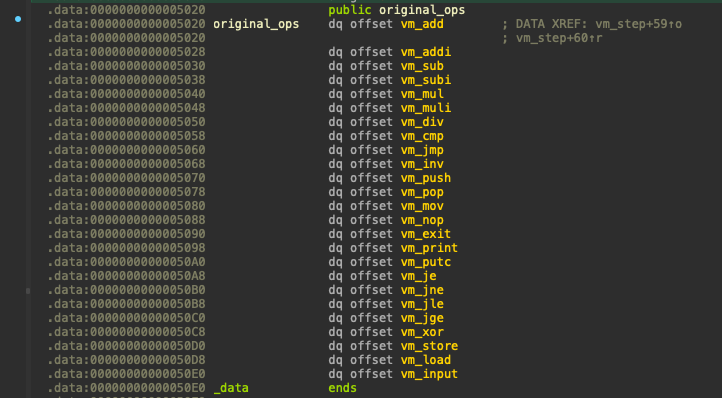 .data:0000000000005020 public original_ops
.data:0000000000005020 original_ops dq offset vm_add ; DATA XREF: vm_step+59↑o
.data:0000000000005020 ; vm_step+60↑r
.data:0000000000005028 dq offset vm_addi
.data:0000000000005030 dq offset vm_sub
.data:0000000000005038 dq offset vm_subi
.data:0000000000005040 dq offset vm_mul
.data:0000000000005048 dq offset vm_muli
.data:0000000000005050 dq offset vm_div
.data:0000000000005058 dq offset vm_cmp
.data:0000000000005060 dq offset vm_jmp
.data:0000000000005068 dq offset vm_inv
.data:0000000000005070 dq offset vm_push
.data:0000000000005078 dq offset vm_pop
.data:0000000000005080 dq offset vm_mov
.data:0000000000005088 dq offset vm_nop
.data:0000000000005090 dq offset vm_exit
.data:0000000000005098 dq offset vm_print
.data:00000000000050A0 dq offset vm_putc
.data:00000000000050A8 dq offset vm_je
.data:00000000000050B0 dq offset vm_jne
.data:00000000000050B8 dq offset vm_jle
.data:00000000000050C0 dq offset vm_jge
.data:00000000000050C8 dq offset vm_xor
.data:00000000000050D0 dq offset vm_store
.data:00000000000050D8 dq offset vm_load
.data:00000000000050E0 dq offset vm_input
.data:00000000000050E0 _data ends